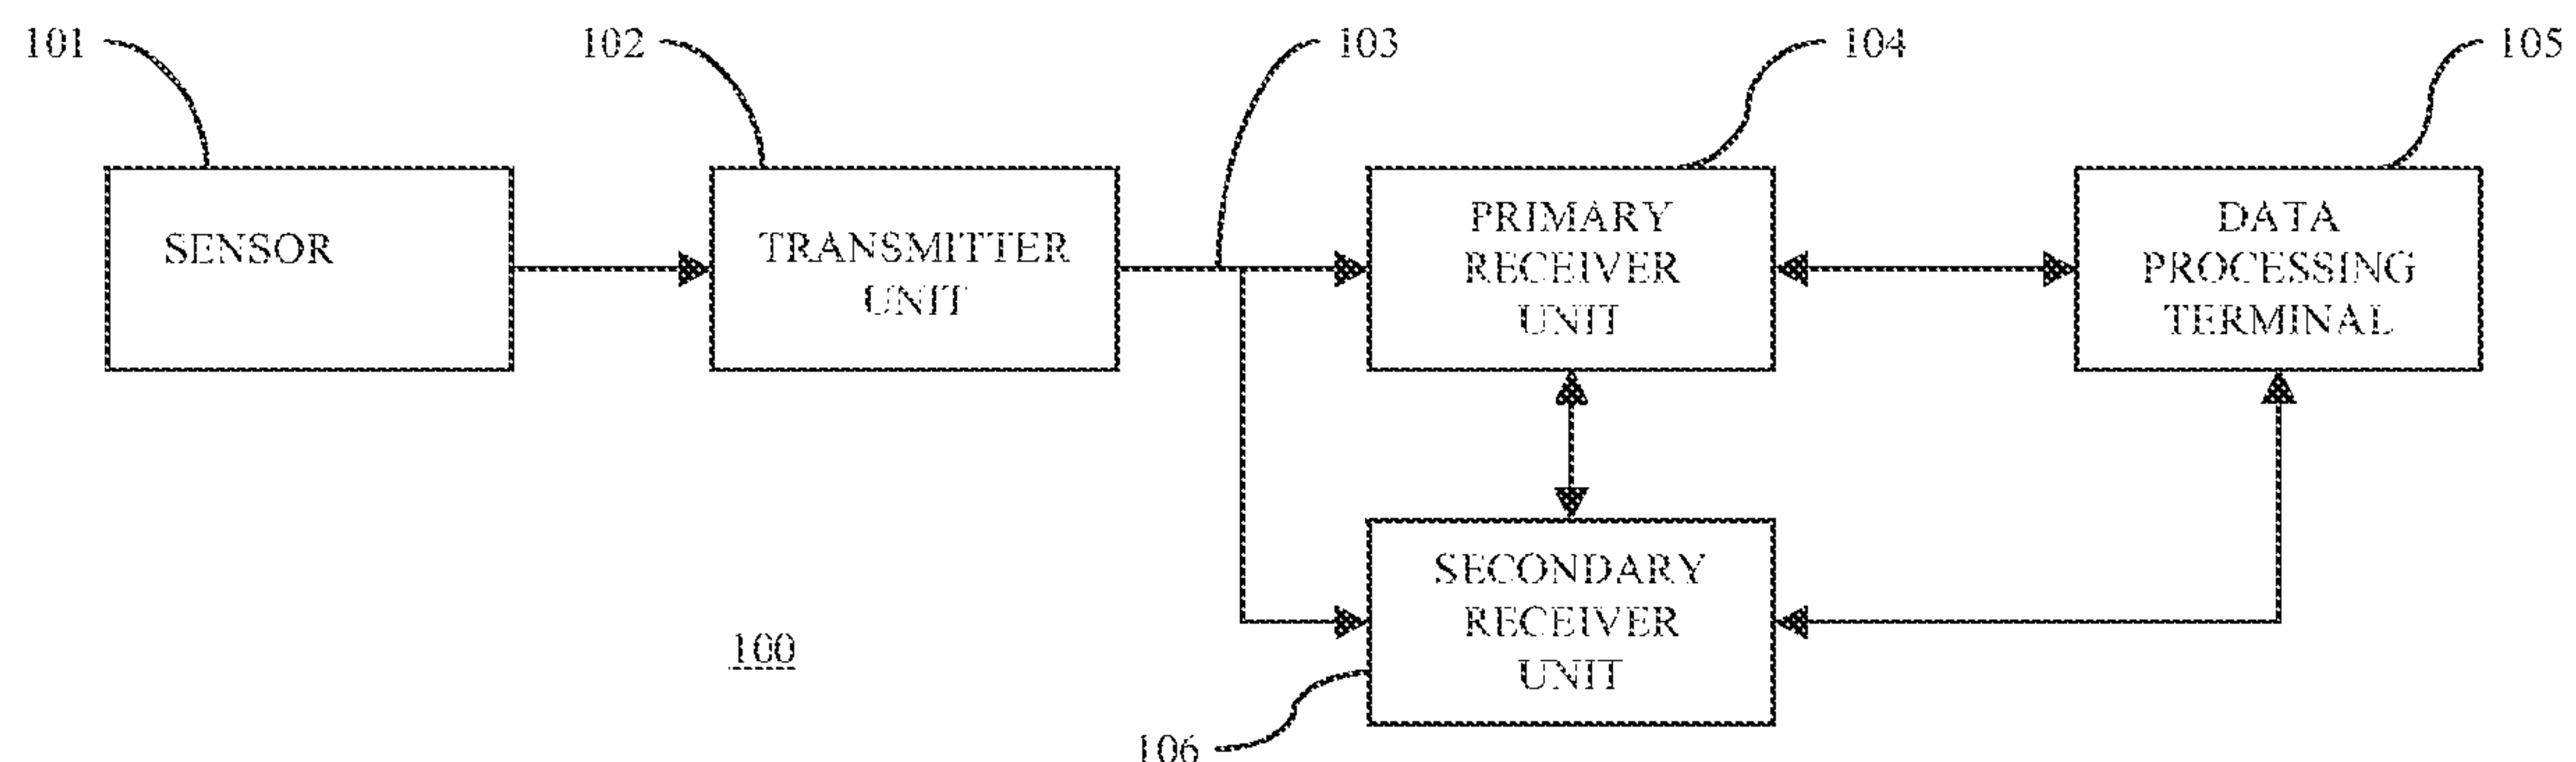 101
102
103
104
105
SENSOR
TRANSMITTER
UNIT
PRIMARY
RECEIVER
UNIT
DATA
PROCESSING
TERMINAL
SECONDARY
RECEIVER
UNIT
100
106